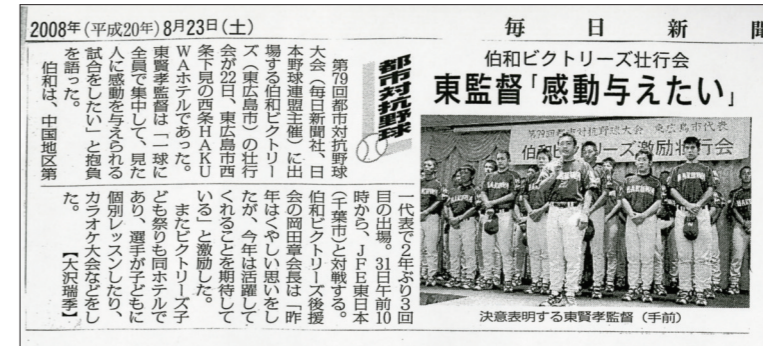 2008年(平成20年)8月23日(土)
毎日新聞
伯和ビクトリーズ壮行会
東監督「感動与えたい」
都市対抗野球
第79回都市対抗野球
大会(毎日新聞社、日
本野球連盟主催)に出
場する伯和ビクトリー
ズ(東広島市)の壮行
会が22日、東広島市西
条下見の西条HAKU
WAホテルであった。
東賢孝監督は「一球に
全員で集中して、見た
人に感動を与えられる
試合をしたい」と抱負
を語った。
伯和は、中国地区第
一代表で2年ぶり3回
目の出場。31日午前10
時から、JFE東日本
(千葉市)と対戦する。
伯和ビクトリーズ後援
会の岡田章会長は「昨
年はくやしい思いをし
たが、今年は活躍して
くれることを期待して
いる」と激励した。
またビクトリーズ子
ども祭りも同ホテルで
あり、選手が子どもに
個別レッスンしたり、
カラオケ大会などをし
た。
【大沢瑞季】
第79回都市対抗野球大会 東広島市代表
伯和ビクトリーズ激励壮行会
HAKUWA
決意表明する東賢孝監督(手前)